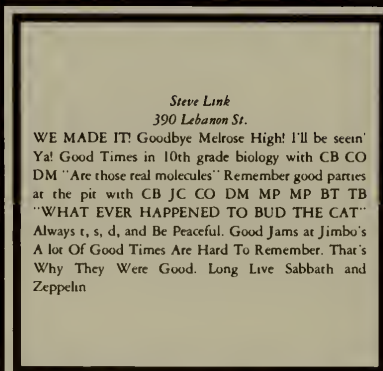 Steve Link
390 Lebanon St.
WE MADE IT! Goodbye Melrose High! I'll be seein'
Ya! Good Times in 10th grade biology with CB CO
DM "Are those real molecules" Remember good parties
at the pit with CB JC CO DM MP MP BT TB
"WHAT EVER HAPPENED TO BUD THE CAT"
Always t, s, d, and Be Peaceful. Good Jams at Jimbo's
A lot Of Good Times Are Hard To Remember. That's
Why They Were Good. Long Live Sabbath and
Zeppelin